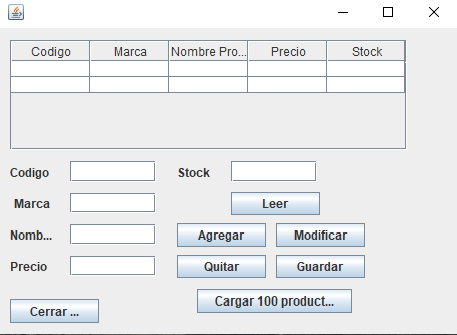 Codigo Marca Nombre Pro... Precio Stock
Codigo Stock
Marca Leer
Nomb... Agregar Modificar
Precio Quitar Guardar
Cargar 100 product...
Cerrar ...